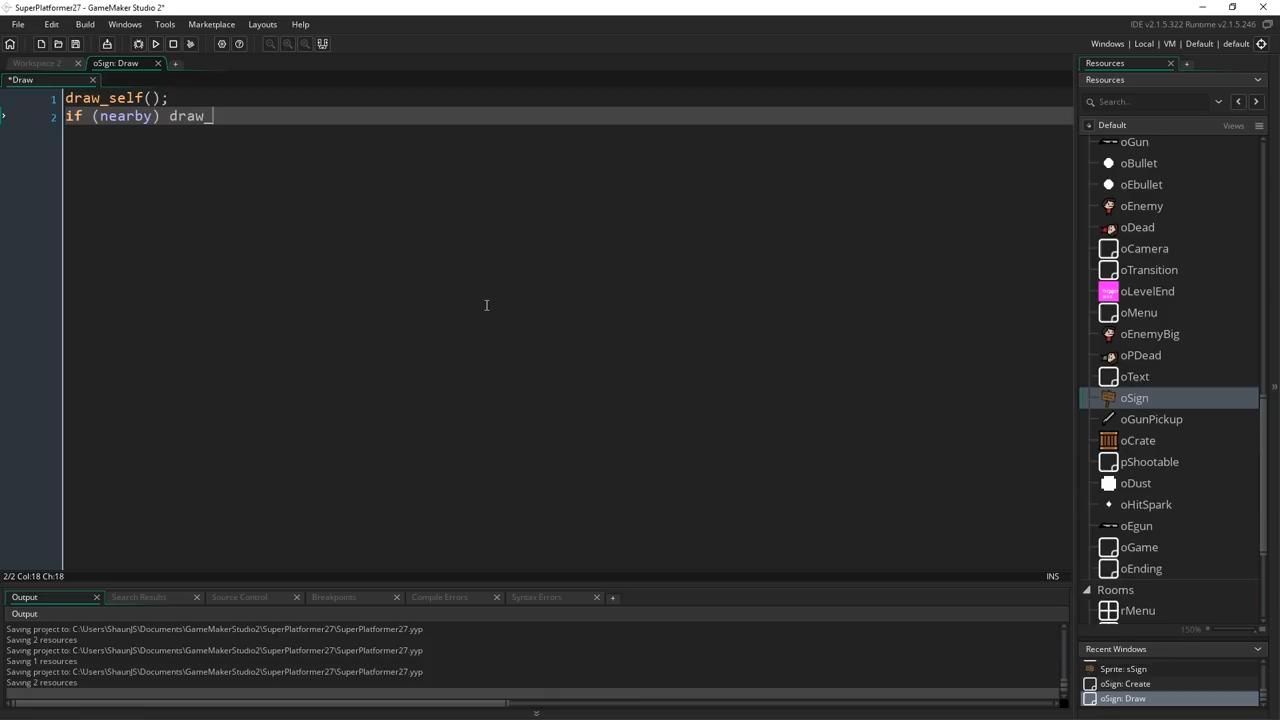 SuperPlatformer27 - GameMaker Studio 2*
File Edit Build Windows Tools Marketplace Layouts Help
IDE v2.1.5.322 Runtime v2.1.5.246
Windows | Local | VM | Default | default
Workspace 2
oSign: Draw
*Draw
1 draw_self();
2 if (nearby) draw_
2/2 Col:18 Ch:18
INS
Output
Search Results
Source Control
Breakpoints
Compile Errors
Syntax Errors
Output
Saving project to: C:\Users\ShaunJS\Documents\GameMakerStudio2\SuperPlatformer27\SuperPlatformer27.yyp
Saving 2 resources
Saving project to: C:\Users\ShaunJS\Documents\GameMakerStudio2\SuperPlatformer27\SuperPlatformer27.yyp
Saving 1 resources
Saving project to: C:\Users\ShaunJS\Documents\GameMakerStudio2\SuperPlatformer27\SuperPlatformer27.yyp
Saving 2 resources
Resources
Resources
Search...
Default
Views
oGun
oBullet
oEbullet
oEnemy
oDead
oCamera
oTransition
oLevelEnd
oMenu
oEnemyBig
oPDead
oText
oSign
oGunPickup
oCrate
pShootable
oDust
oHitSpark
oEgun
oGame
oEnding
Rooms
rMenu
150%
Recent Windows
Sprite: sSign
oSign: Create
oSign: Draw